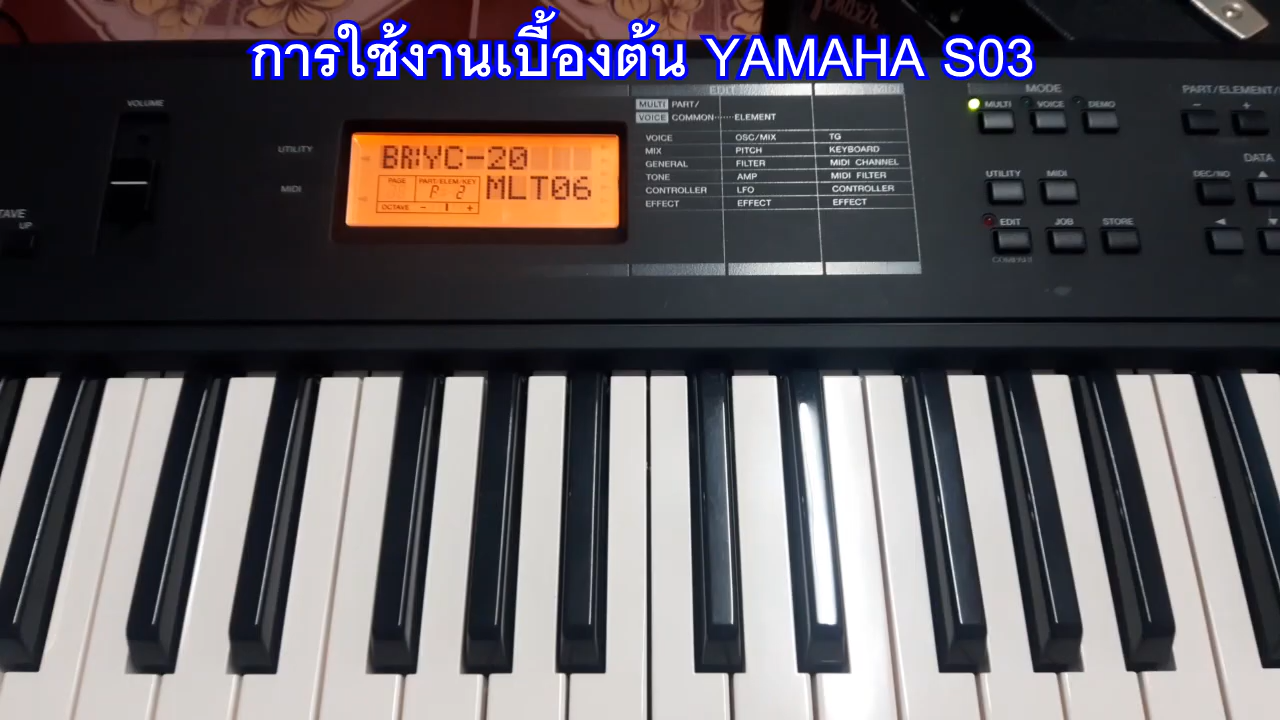 Fender
การใช้งานเบื้องต้น YAMAHA S03
VOLUME
UTILITY
MIDI
UP
BR:YC-20
PAGE PART/ELEM/KEY
P 2
MLT06
OCTAVE - +
EDIT
MULTI PART/
VOICE COMMON······ELEMENT
VOICE OSC/MIX TG
MIX PITCH KEYBOARD
GENERAL FILTER MIDI CHANNEL
TONE AMP MIDI FILTER
CONTROLLER LFO CONTROLLER
EFFECT EFFECT EFFECT
MODE
MULTI VOICE DEMO
UTILITY MIDI
EDIT JOB STORE
COMPARE
PART/ELEMENT/
- +
DATA
DEC/NO